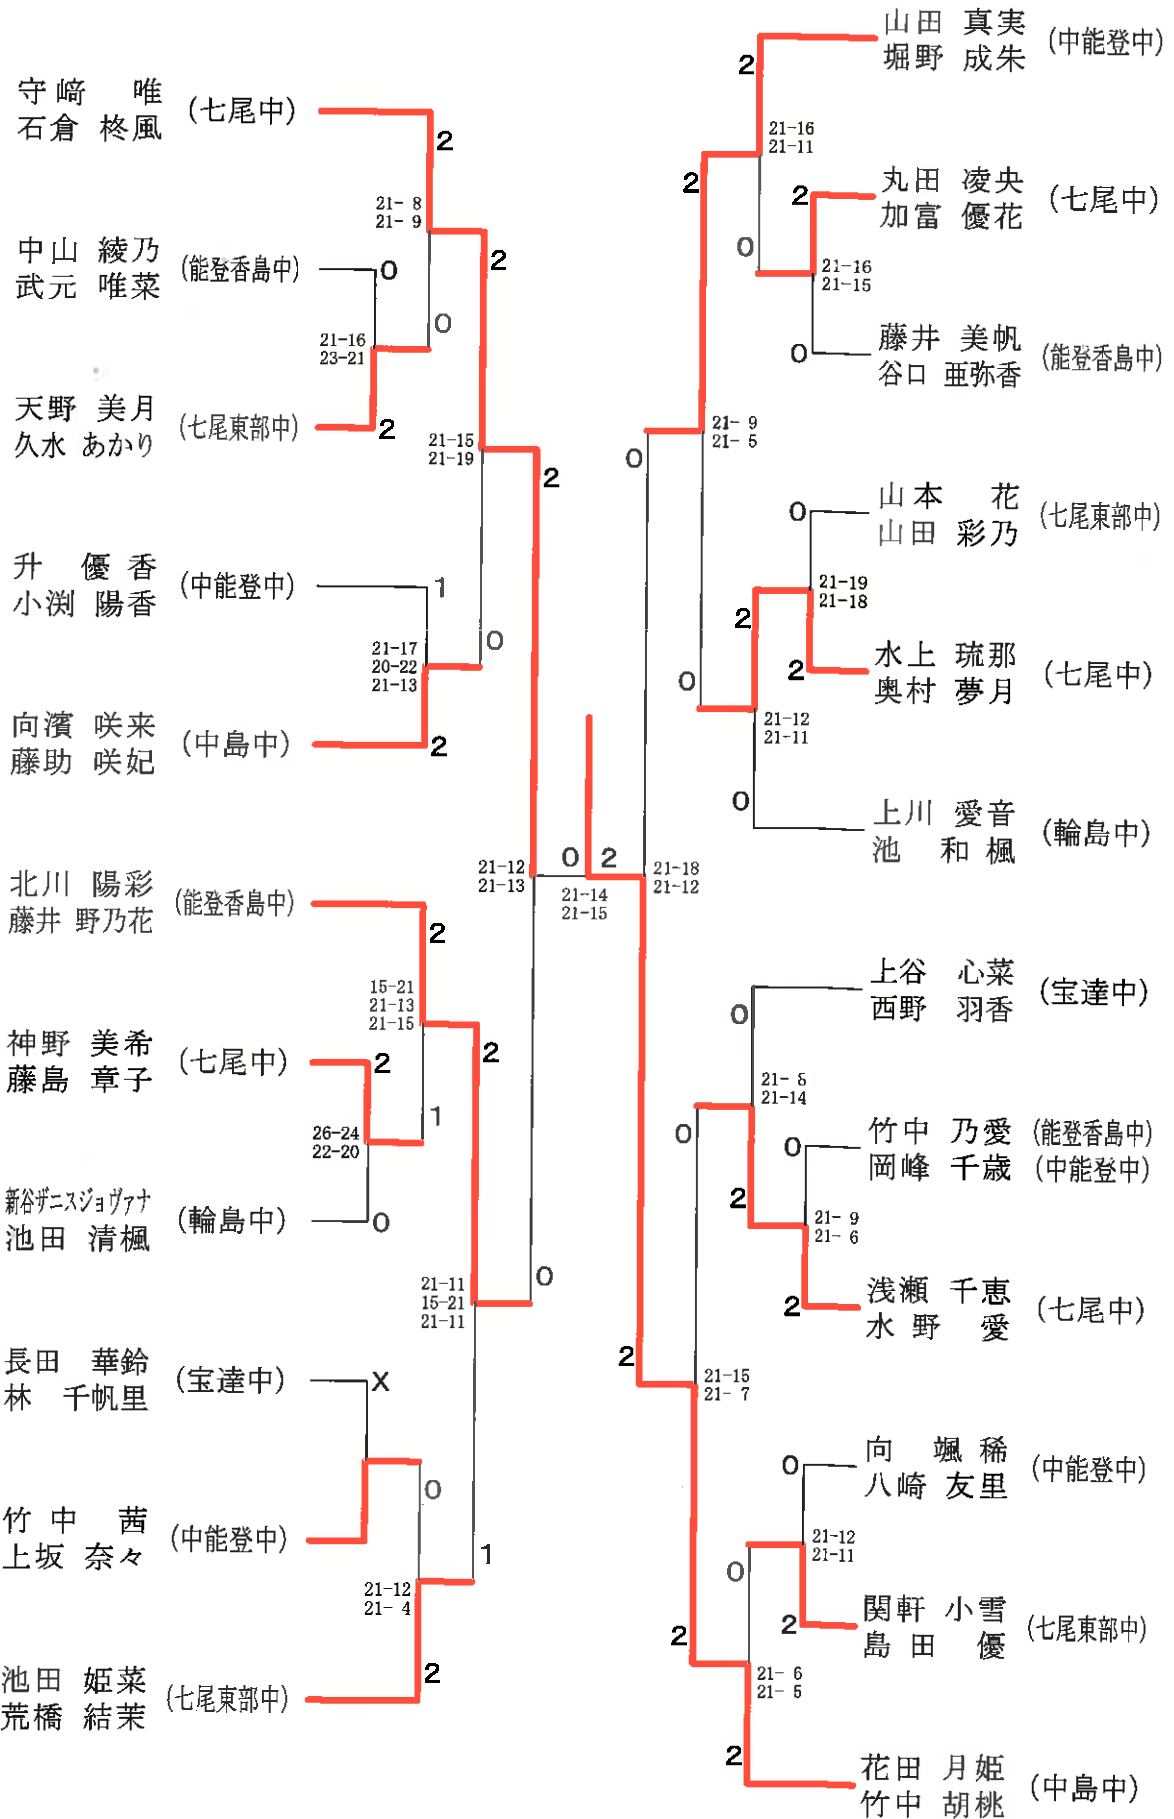 守﨑 唯
石倉 柊風
(七尾中)
2
21- 8
21- 9
中山 綾乃
武元 唯菜
(能登香島中)
0
2
0
21-16
23-21
天野 美月
久水 あかり
(七尾東部中)
2
21-15
21-19
2
升 優香
小渕 陽香
(中能登中)
1
21-17
20-22
21-13
0
向濱 咲来
藤助 咲妃
(中島中)
2
21-12
21-13
0
2
21-14
21-15
北川 陽彩
藤井 野乃花
(能登香島中)
2
15-21
21-13
21-15
神野 美希
藤島 章子
(七尾中)
2
2
26-24
22-20
1
新谷ザニスジョヴァナ
池田 清楓
(輪島中)
0
21-11
15-21
21-11
0
長田 華鈴
林 千帆里
(宝達中)
X
0
竹中 茜
上坂 奈々
(中能登中)
1
21-12
21- 4
池田 姫菜
荒橋 結茉
(七尾東部中)
2
山田 真実
堀野 成朱
(中能登中)
2
21-16
21-11
2
丸田 凌央
加富 優花
(七尾中)
2
0
21-16
21-15
藤井 美帆
谷口 亜弥香
(能登香島中)
0
21- 9
21- 5
0
山本 花
山田 彩乃
(七尾東部中)
0
21-19
21-18
2
水上 琉那
奥村 夢月
(七尾中)
2
0
21-12
21-11
上川 愛音
池 和楓
(輪島中)
0
21-18
21-12
上谷 心菜
西野 羽香
(宝達中)
0
21-14
竹中 乃愛
岡峰 千歳
(能登香島中)
(中能登中)
0
0
2
21- 9
21- 6
浅瀬 千恵
水野 愛
(七尾中)
2
2
21-15
21- 7
向 颯稀
八崎 友里
(中能登中)
0
21-12
21-11
0
関軒 小雪
島田 優
(七尾東部中)
2
2
21- 6
21- 5
花田 月姫
竹中 胡桃
(中島中)
2